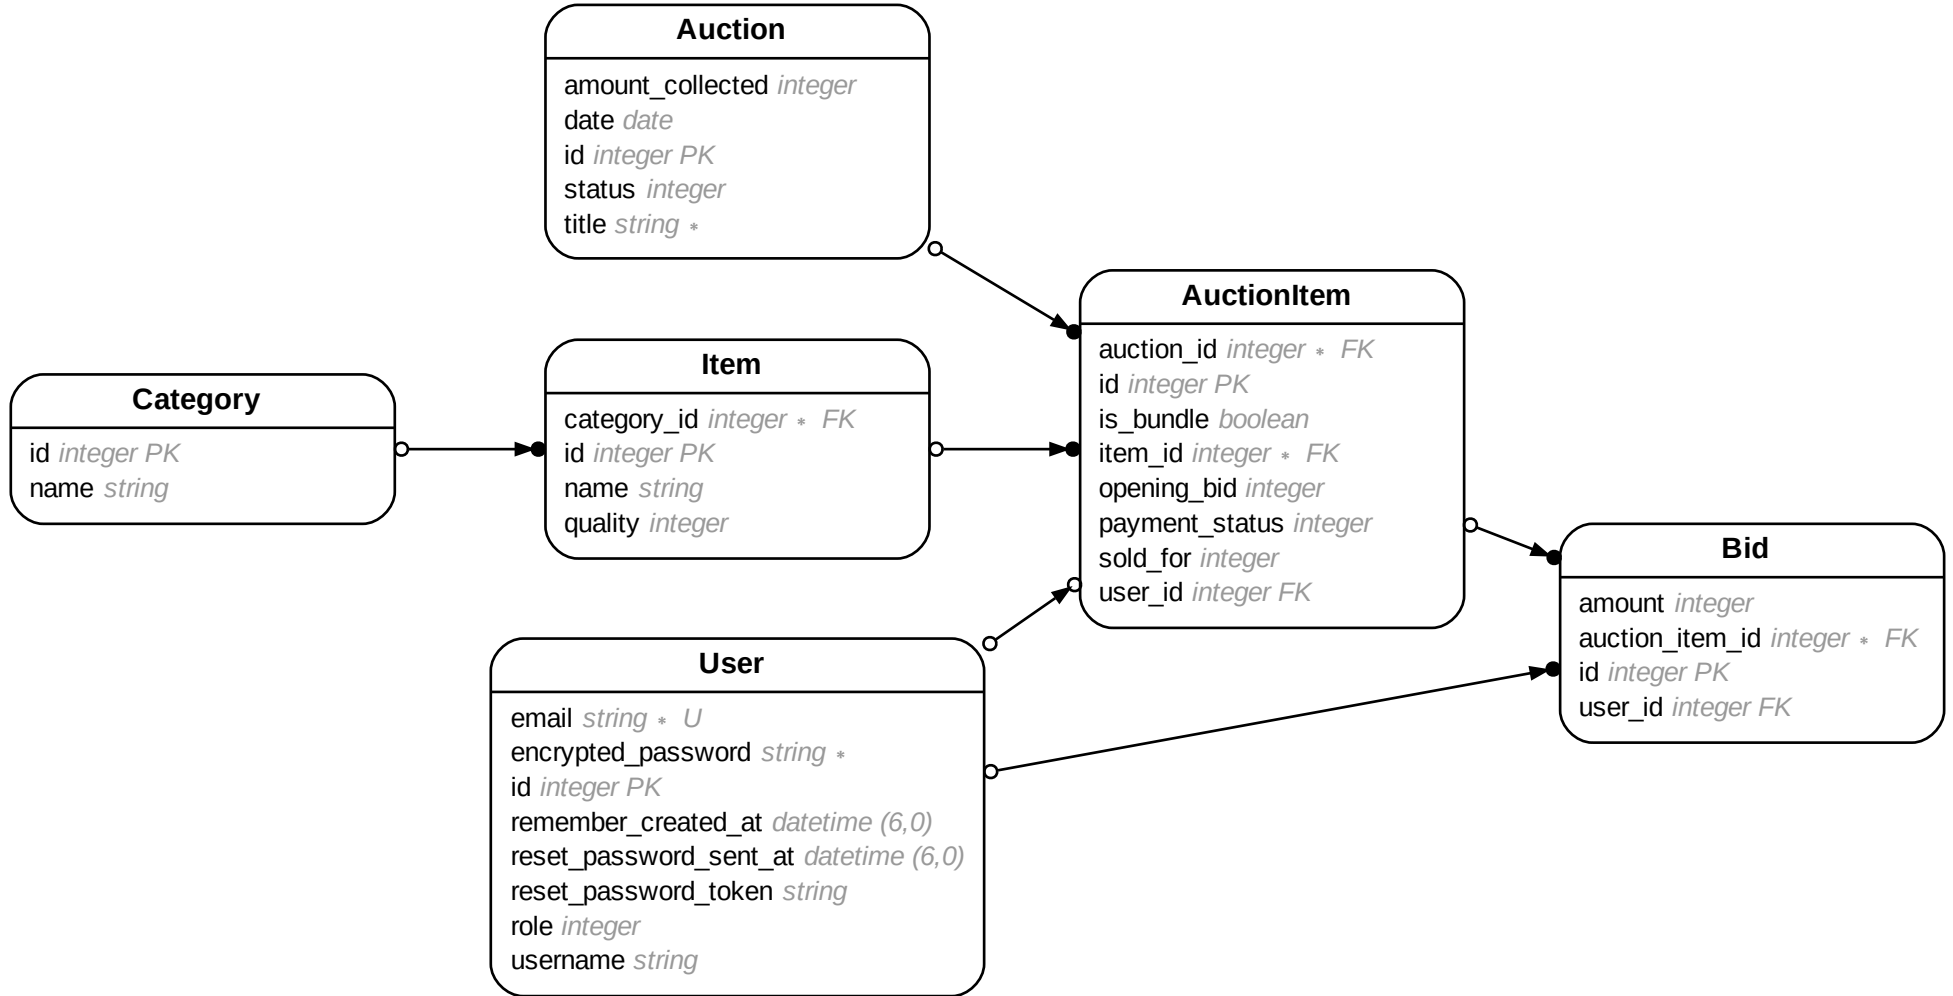 Auction
amount_collected integer
date date
id integer PK
status integer
title string *
Category
id integer PK
name string
Item
category_id integer * FK
id integer PK
name string
quality integer
AuctionItem
auction_id integer * FK
id integer PK
is_bundle boolean
item_id integer * FK
opening_bid integer
payment_status integer
sold_for integer
user_id integer FK
User
email string * U
encrypted_password string *
id integer PK
remember_created_at datetime (6,0)
reset_password_sent_at datetime (6,0)
reset_password_token string
role integer
username string
Bid
amount integer
auction_item_id integer * FK
id integer PK
user_id integer FK